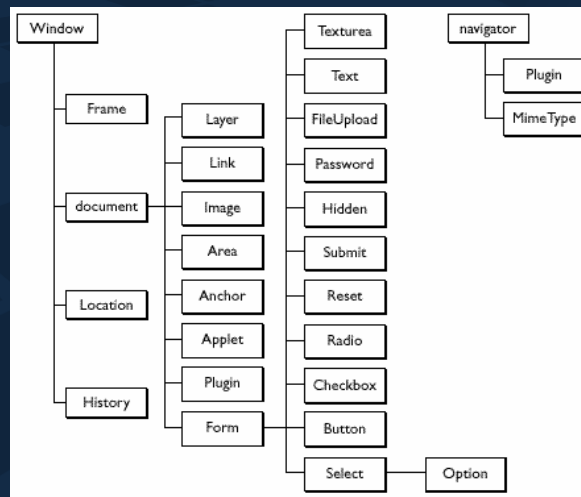 Window
Frame
document
Location
History
Layer
Link
Image
Area
Anchor
Applet
Plugin
Form
Texturea
Text
FileUpload
Password
Hidden
Submit
Reset
Radio
Checkbox
Button
Select
Option
navigator
Plugin
MimeType